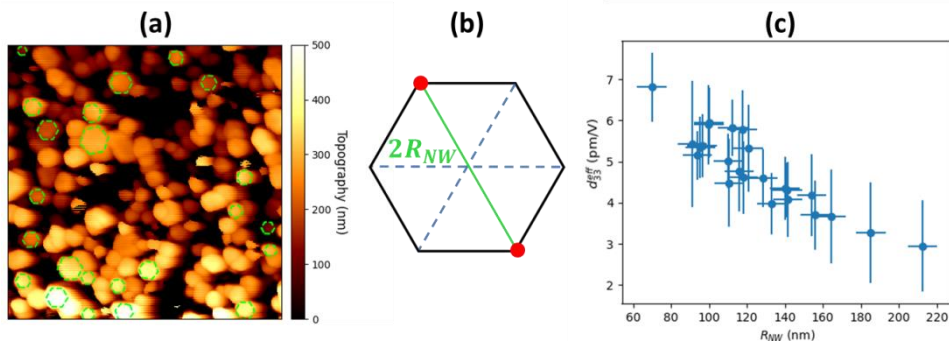 (a)
(b)
(c)
500
400
300
200
100
0
Topography (nm)
2R_NW
7
6
5
4
3
2
d_33^eff (pm/V)
60 80 100 120 140 160 180 200 220
R_NW (nm)